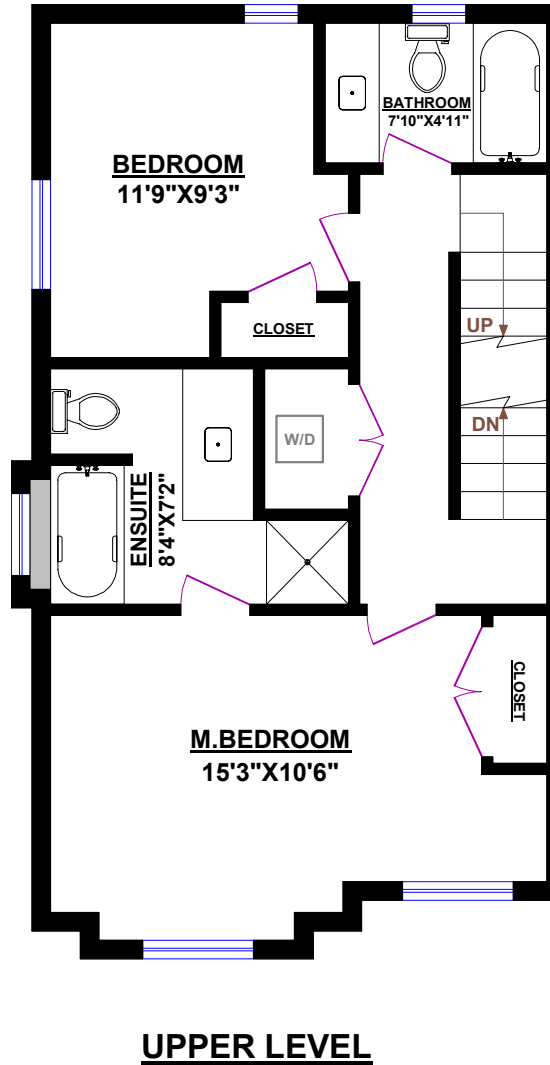 BATHROOM
7'10"X4'11"
BEDROOM
11'9"X9'3"
CLOSET
UP
W/D
DN
ENSUITE
8'4"X7'2"
CLOSET
M.BEDROOM
15'3"X10'6"
UPPER LEVEL